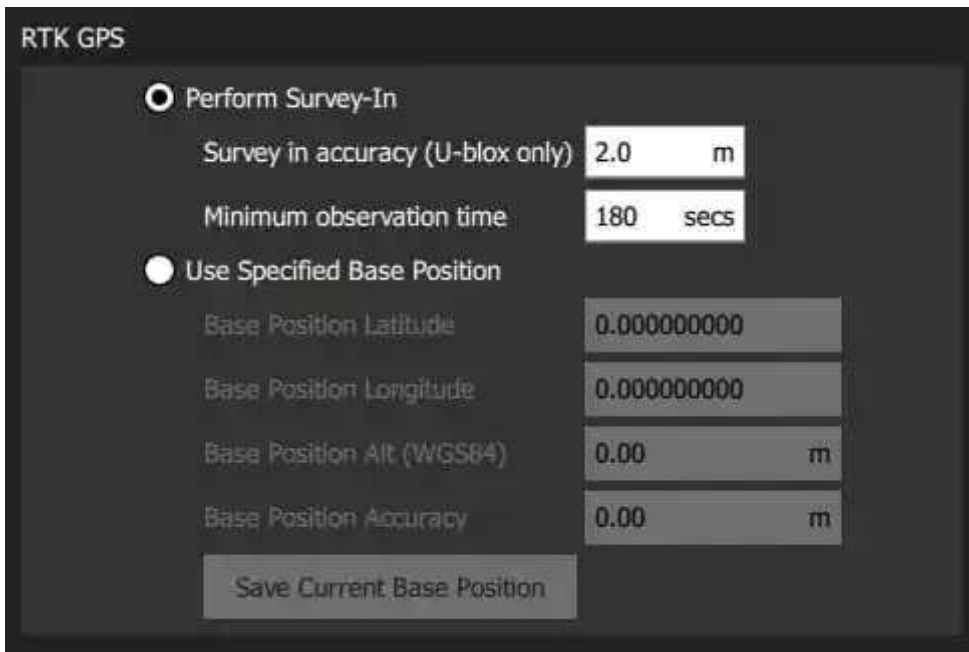 RTK GPS
Perform Survey-In
Survey in accuracy (U-blox only) 2.0 m
Minimum observation time 180 secs
Use Specified Base Position
Base Position Latitude 0.000000000
Base Position Longitude 0.000000000
Base Position Alt (WGS84) 0.00 m
Base Position Accuracy 0.00 m
Save Current Base Position